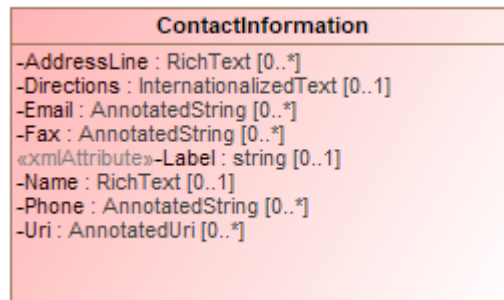 ContactInformation
-AddressLine : RichText [0..*]
-Directions : InternationalizedText [0..1]
-Email : AnnotatedString [0..*]
-Fax : AnnotatedString [0..*]
«xmlAttribute»-Label : string [0..1]
-Name : RichText [0..1]
-Phone : AnnotatedString [0..*]
-Uri : AnnotatedUri [0..*]